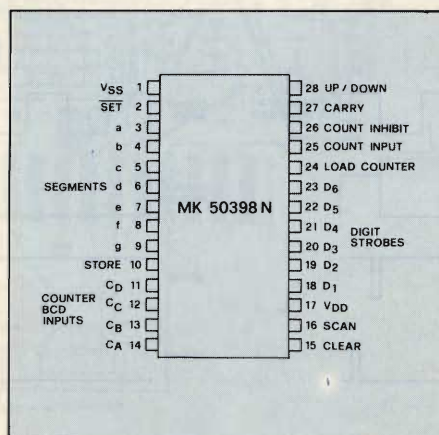 VSS 1
SET 2
a 3
b 4
c 5
SEGMENTS d 6
e 7
f 8
g 9
STORE 10
CD 11
COUNTER BCD INPUTS
CC 12
CB 13
CA 14
MK 50398 N
28 UP / DOWN
27 CARRY
26 COUNT INHIBIT
25 COUNT INPUT
24 LOAD COUNTER
23 D6
22 D5
21 D4
DIGIT STROBES
20 D3
19 D2
18 D1
17 VDD
16 SCAN
15 CLEAR